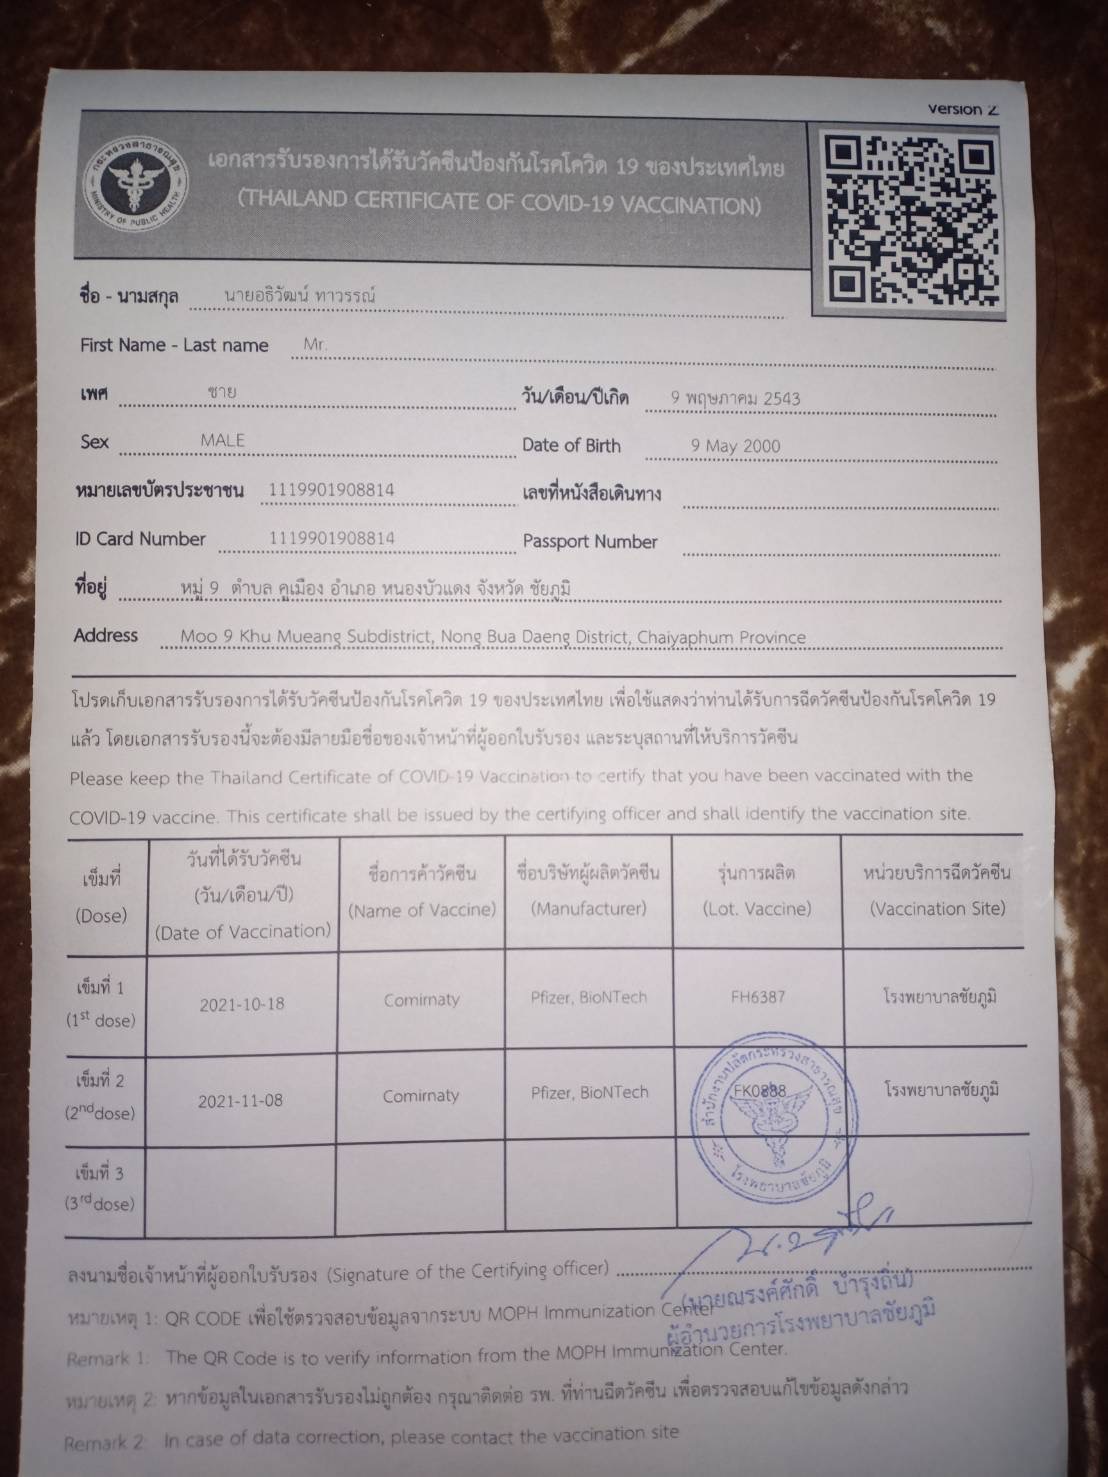 Version 2
กระทรวงสาธารณสุข
MINISTRY OF PUBLIC HEALTH
เอกสารรับรองการได้รับวัคซีนป้องกันโรคโควิด 19 ของประเทศไทย
(THAILAND CERTIFICATE OF COVID-19 VACCINATION)
ชื่อ - นามสกุล นายอธิวัฒน์ ทาวรรณ์
First Name - Last name Mr.
เพศ ชาย วัน/เดือน/ปีเกิด 9 พฤษภาคม 2543
Sex MALE Date of Birth 9 May 2000
หมายเลขบัตรประชาชน 1119901908814 เลขที่หนังสือเดินทาง
ID Card Number 1119901908814 Passport Number
ที่อยู่ หมู่ 9 ตำบล คูเมือง อำเภอ หนองบัวแดง จังหวัด ชัยภูมิ
Address Moo 9 Khu Mueang Subdistrict, Nong Bua Daeng District, Chaiyaphum Province
โปรดเก็บเอกสารรับรองการได้รับวัคซีนป้องกันโรคโควิด 19 ของประเทศไทย เพื่อใช้แสดงว่าท่านได้รับการฉีดวัคซีนป้องกันโรคโควิด 19
แล้ว โดยเอกสารรับรองนี้จะต้องมีลายมือชื่อของเจ้าหน้าที่ผู้ออกใบรับรอง และระบุสถานที่ให้บริการวัคซีน
Please keep the Thailand Certificate of COVID-19 Vaccination to certify that you have been vaccinated with the
COVID-19 vaccine. This certificate shall be issued by the certifying officer and shall identify the vaccination site.
เข็มที่ (Dose) วันที่ได้รับวัคซีน (วัน/เดือน/ปี) (Date of Vaccination) ชื่อการค้าวัคซีน (Name of Vaccine) ชื่อบริษัทผู้ผลิตวัคซีน (Manufacturer) รุ่นการผลิต (Lot. Vaccine) หน่วยบริการฉีดวัคซีน (Vaccination Site)
เข็มที่ 1 (1st dose) 2021-10-18 Comirnaty Pfizer, BioNTech FH6387 โรงพยาบาลชัยภูมิ
เข็มที่ 2 (2nd dose) 2021-11-08 Comirnaty Pfizer, BioNTech FK0888 โรงพยาบาลชัยภูมิ
เข็มที่ 3 (3rd dose)
สำนักงานปลัดกระทรวงสาธารณสุข
โรงพยาบาลชัยภูมิ
ลงนามชื่อเจ้าหน้าที่ผู้ออกใบรับรอง (Signature of the Certifying officer)
(นายณรงค์ศักดิ์ บำรุงถิ่น)
ผู้อำนวยการโรงพยาบาลชัยภูมิ
หมายเหตุ 1: QR CODE เพื่อใช้ตรวจสอบข้อมูลจากระบบ MOPH Immunization Center
Remark 1: The QR Code is to verify information from the MOPH Immunization Center.
หมายเหตุ 2: หากข้อมูลในเอกสารรับรองไม่ถูกต้อง กรุณาติดต่อ รพ. ที่ท่านฉีดวัคซีน เพื่อตรวจสอบแก้ไขข้อมูลดังกล่าว
Remark 2: In case of data correction, please contact the vaccination site